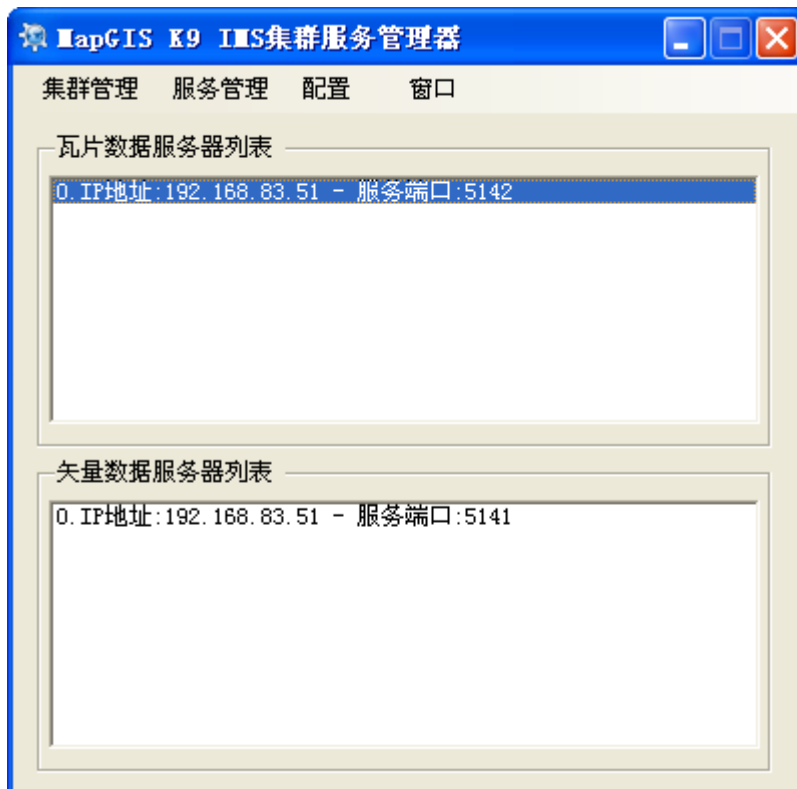 MapGIS K9 IMS集群服务管理器
集群管理 服务管理 配置 窗口
瓦片数据服务器列表
0.IP地址:192.168.83.51 - 服务端口:5142
矢量数据服务器列表
0.IP地址:192.168.83.51 - 服务端口:5141